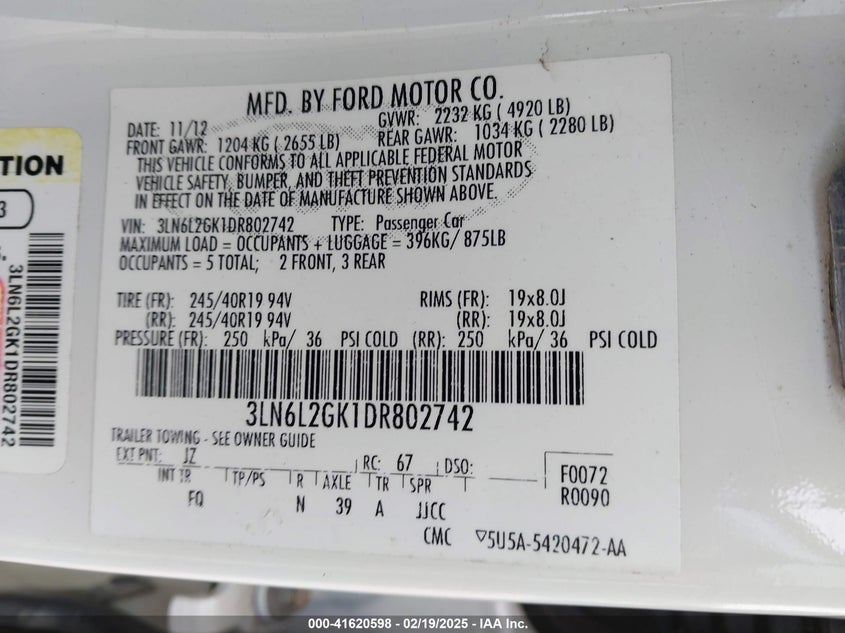 MFD. BY FORD MOTOR CO.
DATE: 11/12 GVWR: 2232 KG ( 4920 LB)
FRONT GAWR: 1204 KG ( 2655 LB) REAR GAWR: 1034 KG ( 2280 LB)
THIS VEHICLE CONFORMS TO ALL APPLICABLE FEDERAL MOTOR
VEHICLE SAFETY, BUMPER, AND THEFT PREVENTION STANDARDS
IN EFFECT ON THE DATE OF MANUFACTURE SHOWN ABOVE.
VIN: 3LN6L2GK1DR802742 TYPE: Passenger Car
MAXIMUM LOAD = OCCUPANTS + LUGGAGE = 396KG/ 875LB
OCCUPANTS = 5 TOTAL; 2 FRONT, 3 REAR
TIRE (FR): 245/40R19 94V RIMS (FR): 19x8.0J
(RR): 245/40R19 94V (RR): 19x8.0J
PRESSURE (FR): 250 kPa/ 36 PSI COLD (RR): 250 kPa/ 36 PSI COLD
3LN6L2GK1DR802742
TRAILER TOWING - SEE OWNER GUIDE
EXT PNT: JZ RC: 67 DSO: F0072
INT TR TP/PS R AXLE TR SPR R0090
FQ N 39 A JJCC
CMC 5U5A-5420472-AA
TION
3
3LN6L2GK1DR802742
000-41620598 - 02/19/2025 - IAA Inc.